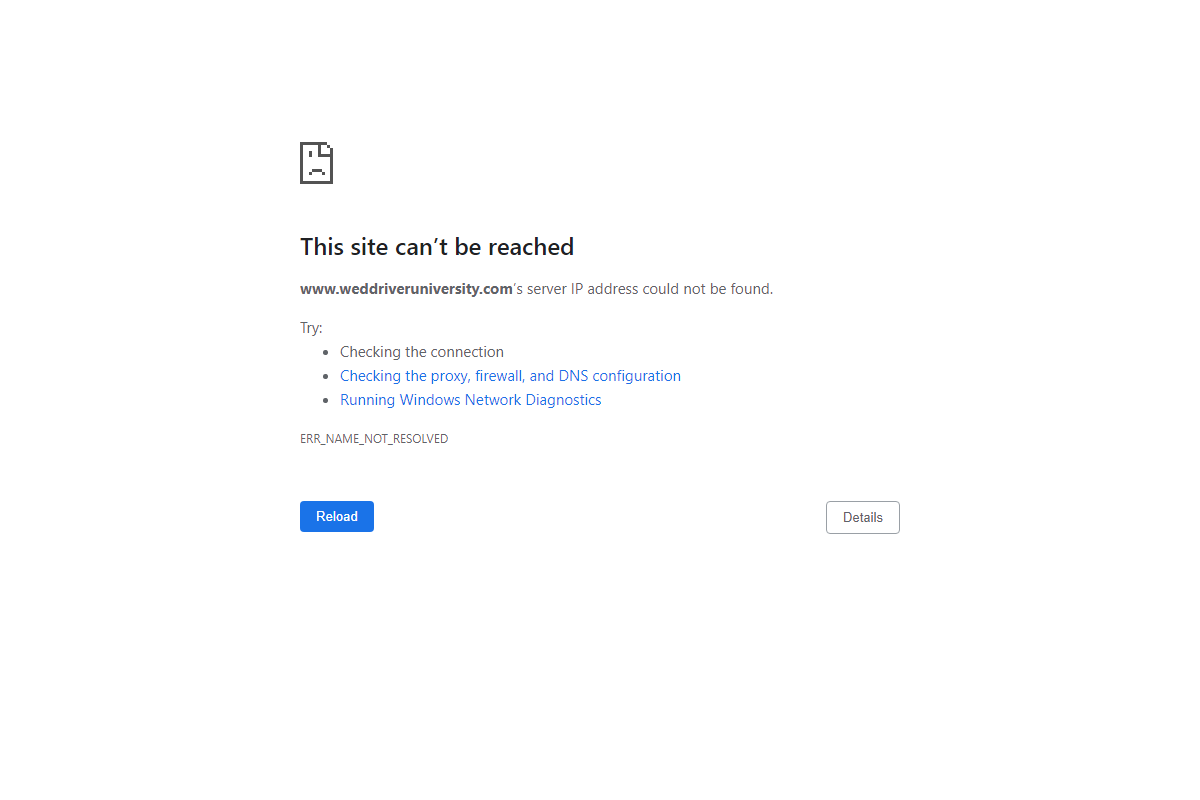 This site can’t be reached
www.weddriveruniversity.com’s server IP address could not be found.
Try:
Checking the connection
Checking the proxy, firewall, and DNS configuration
Running Windows Network Diagnostics
ERR_NAME_NOT_RESOLVED
Reload
Details